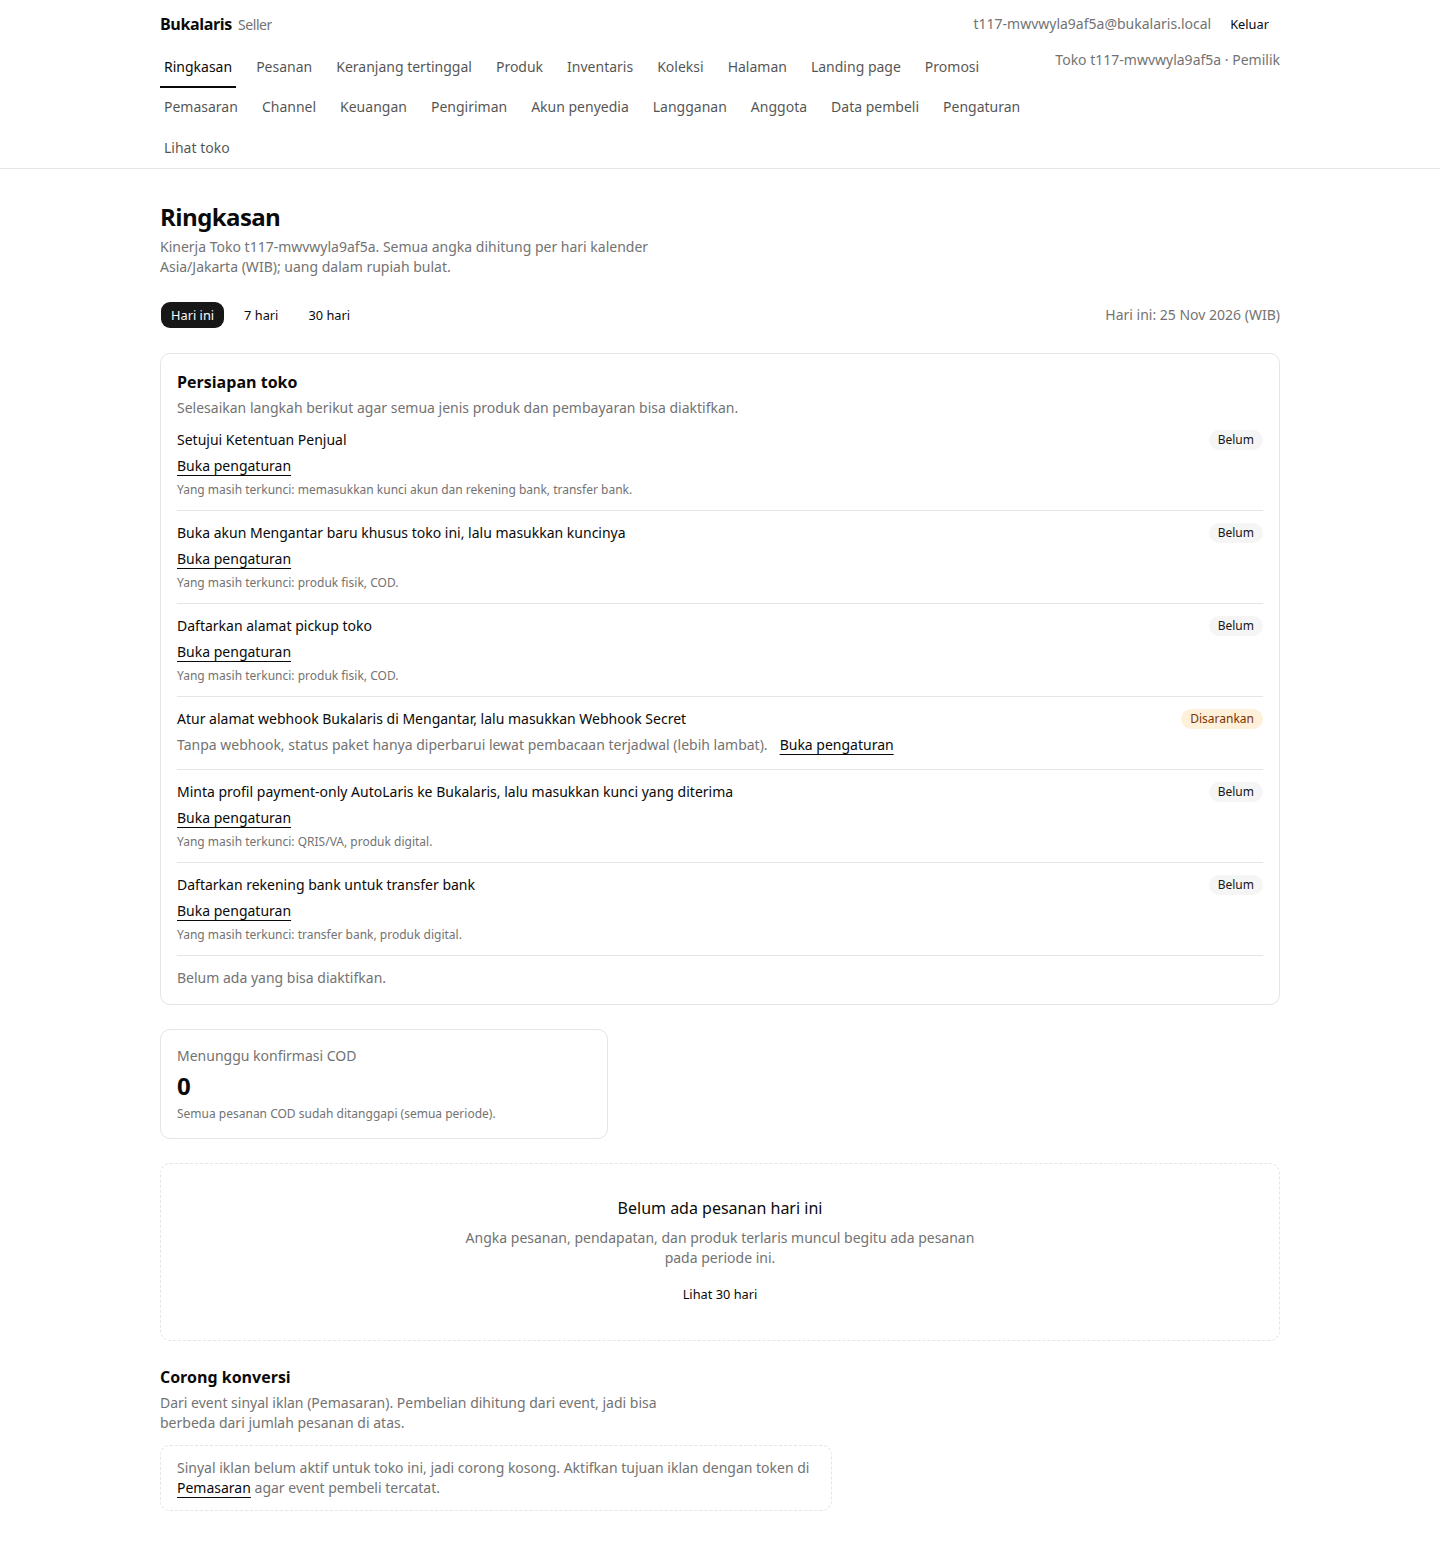 Bukalaris Seller
t117-mwvwyla9af5a@bukalaris.local Keluar
Ringkasan Pesanan Keranjang tertinggal Produk Inventaris Koleksi Halaman Landing page Promosi
Toko t117-mwvwyla9af5a · Pemilik
Pemasaran Channel Keuangan Pengiriman Akun penyedia Langganan Anggota Data pembeli Pengaturan
Lihat toko
Ringkasan
Kinerja Toko t117-mwvwyla9af5a. Semua angka dihitung per hari kalender
Asia/Jakarta (WIB); uang dalam rupiah bulat.
Hari ini 7 hari 30 hari
Hari ini: 25 Nov 2026 (WIB)
Persiapan toko
Selesaikan langkah berikut agar semua jenis produk dan pembayaran bisa diaktifkan.
Setujui Ketentuan Penjual Belum
Buka pengaturan
Yang masih terkunci: memasukkan kunci akun dan rekening bank, transfer bank.
Buka akun Mengantar baru khusus toko ini, lalu masukkan kuncinya Belum
Buka pengaturan
Yang masih terkunci: produk fisik, COD.
Daftarkan alamat pickup toko Belum
Buka pengaturan
Yang masih terkunci: produk fisik, COD.
Atur alamat webhook Bukalaris di Mengantar, lalu masukkan Webhook Secret Disarankan
Tanpa webhook, status paket hanya diperbarui lewat pembacaan terjadwal (lebih lambat). Buka pengaturan
Minta profil payment-only AutoLaris ke Bukalaris, lalu masukkan kunci yang diterima Belum
Buka pengaturan
Yang masih terkunci: QRIS/VA, produk digital.
Daftarkan rekening bank untuk transfer bank Belum
Buka pengaturan
Yang masih terkunci: transfer bank, produk digital.
Belum ada yang bisa diaktifkan.
Menunggu konfirmasi COD
0
Semua pesanan COD sudah ditanggapi (semua periode).
Belum ada pesanan hari ini
Angka pesanan, pendapatan, dan produk terlaris muncul begitu ada pesanan
pada periode ini.
Lihat 30 hari
Corong konversi
Dari event sinyal iklan (Pemasaran). Pembelian dihitung dari event, jadi bisa
berbeda dari jumlah pesanan di atas.
Sinyal iklan belum aktif untuk toko ini, jadi corong kosong. Aktifkan tujuan iklan dengan token di
Pemasaran agar event pembeli tercatat.